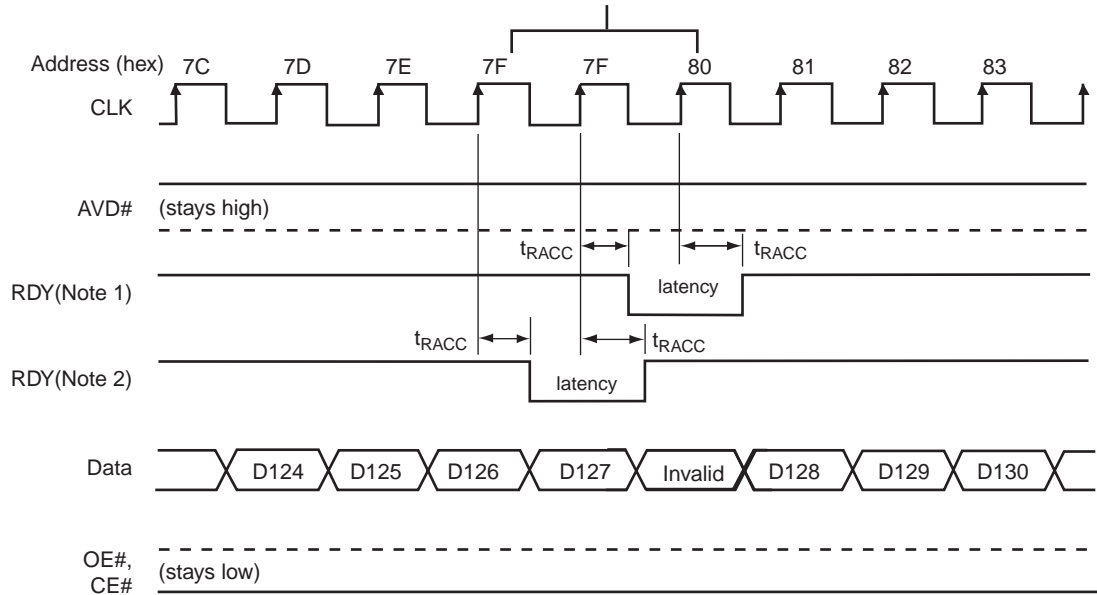 Address (hex) 7C 7D 7E 7F 7F 80 81 82 83
CLK
AVD# (stays high)
tRACC tRACC
RDY(Note 1) latency
tRACC tRACC
RDY(Note 2) latency
Data D124 D125 D126 D127 Invalid D128 D129 D130
OE#,
CE# (stays low)